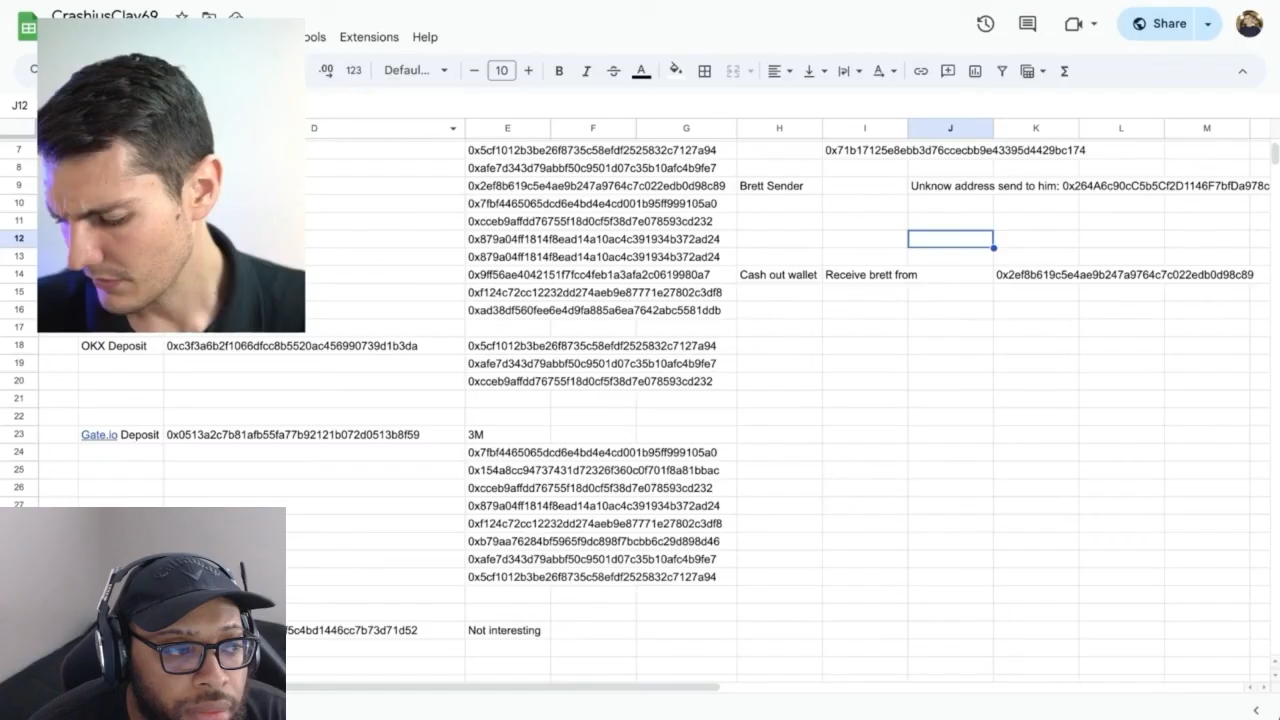 CrashiusClay69
ools Extensions Help
Share
.00 123 Defaul... 10 B I A Σ
J12
D E F G H I J K L M
7 0x5cf1012b3be26f8735c58efdf2525832c7127a94 0x71b17125e8ebb3d76ccecbb9e43395d4429bc174
8 0xafe7d343d79abbf50c9501d07c35b10afc4b9fe7
9 0x2ef8b619c5e4ae9b247a9764c7c022edb0d98c89 Brett Sender Unknow address send to him: 0x264A6c90cC5b5Cf2D1146F7bfDa978c
10 0x7fbf4465065dcd6e4bd4e4cd001b95ff999105a0
11 0xcceb9affdd76755f18d0cf5f38d7e078593cd232
12 0x879a04ff1814f8ead14a10ac4c391934b372ad24
13 0x879a04ff1814f8ead14a10ac4c391934b372ad24
14 0x9ff56ae4042151f7fcc4feb1a3afa2c0619980a7 Cash out wallet Receive brett from 0x2ef8b619c5e4ae9b247a9764c7c022edb0d98c89
15 0xf124c72cc12232dd274aeb9e87771e27802c3df8
16 0xad38df560fee6e4d9fa885a6ea7642abc5581ddb
17
18 OKX Deposit 0xc3f3a6b2f1066dfcc8b5520ac456990739d1b3da 0x5cf1012b3be26f8735c58efdf2525832c7127a94
19 0xafe7d343d79abbf50c9501d07c35b10afc4b9fe7
20 0xcceb9affdd76755f18d0cf5f38d7e078593cd232
21
22
23 Gate.io Deposit 0x0513a2c7b81afb55fa77b92121b072d0513b8f59 3M
24 0x7fbf4465065dcd6e4bd4e4cd001b95ff999105a0
25 0x154a8cc94737431d72326f360c0f701f8a81bbac
26 0xcceb9affdd76755f18d0cf5f38d7e078593cd232
27 0x879a04ff1814f8ead14a10ac4c391934b372ad24
0xf124c72cc12232dd274aeb9e87771e27802c3df8
0xb79aa76284bf5965f9dc898f7bcbb6c29d898d46
0xafe7d343d79abbf50c9501d07c35b10afc4b9fe7
0x5cf1012b3be26f8735c58efdf2525832c7127a94
f5c4bd1446cc7b73d71d52 Not interesting